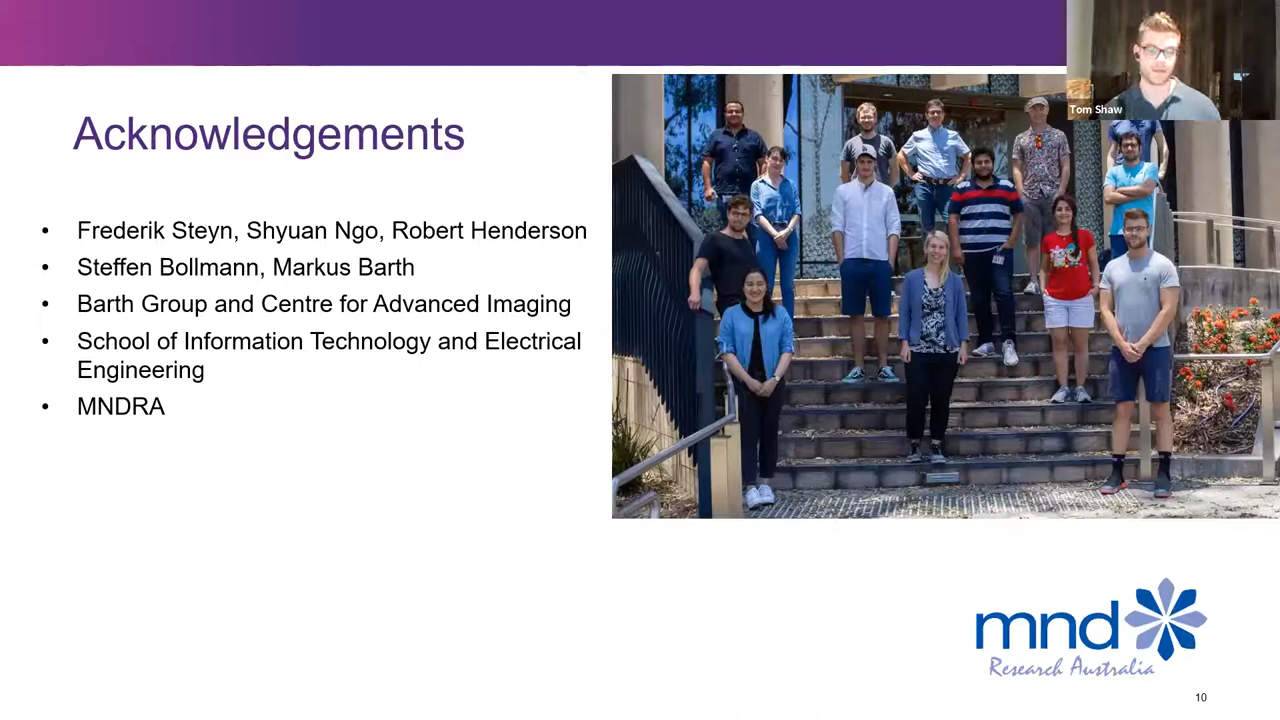 Tom Shaw
Acknowledgements
• Frederik Steyn, Shyuan Ngo, Robert Henderson
• Steffen Bollmann, Markus Barth
• Barth Group and Centre for Advanced Imaging
• School of Information Technology and Electrical
Engineering
• MNDRA
mnd
Research Australia
10